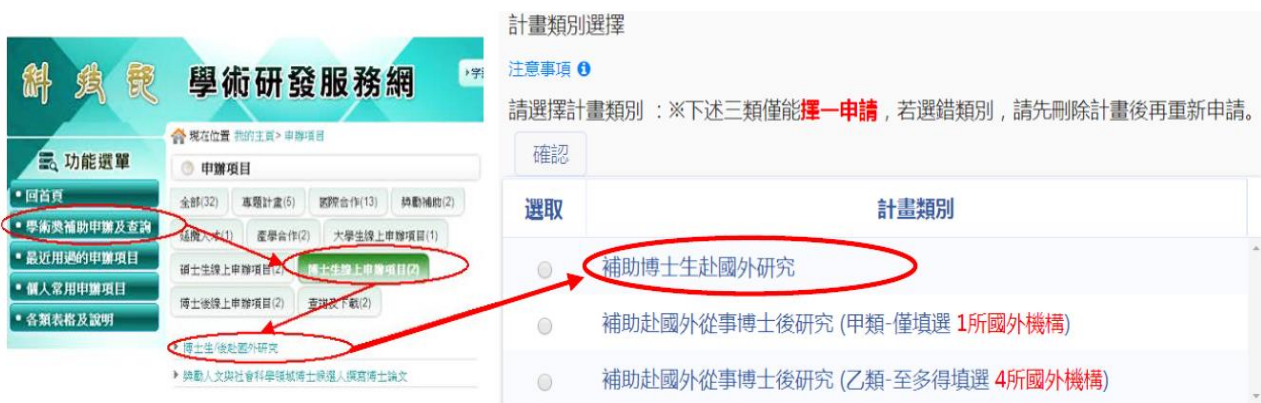 科技部 學術研發服務網
現在位置 我的主頁> 申辦項目
功能選單
回首頁
學術獎補助申辦及查詢
最近用過的申辦項目
個人常用申辦項目
各類表格及說明
申辦項目
全部(32) 專題計畫(5) 國際合作(13) 獎勵補助(2)
延攬人才(1) 產學合作(2) 大學生線上申辦項目(1)
碩士生線上申辦項目(2) 博士生線上申辦項目(2)
博士後線上申辦項目(2) 查詢及下載(2)
博士生/後赴國外研究
獎勵人文與社會科學領域博士候選人撰寫博士論文
計畫類別選擇
注意事項
請選擇計畫類別 :※下述三類僅能擇一申請,若選錯類別,請先刪除計畫後再重新申請。
確認
選取 計畫類別
補助博士生赴國外研究
補助赴國外從事博士後研究 (甲類-僅填選 1所國外機構)
補助赴國外從事博士後研究 (乙類-至多得填選 4所國外機構)